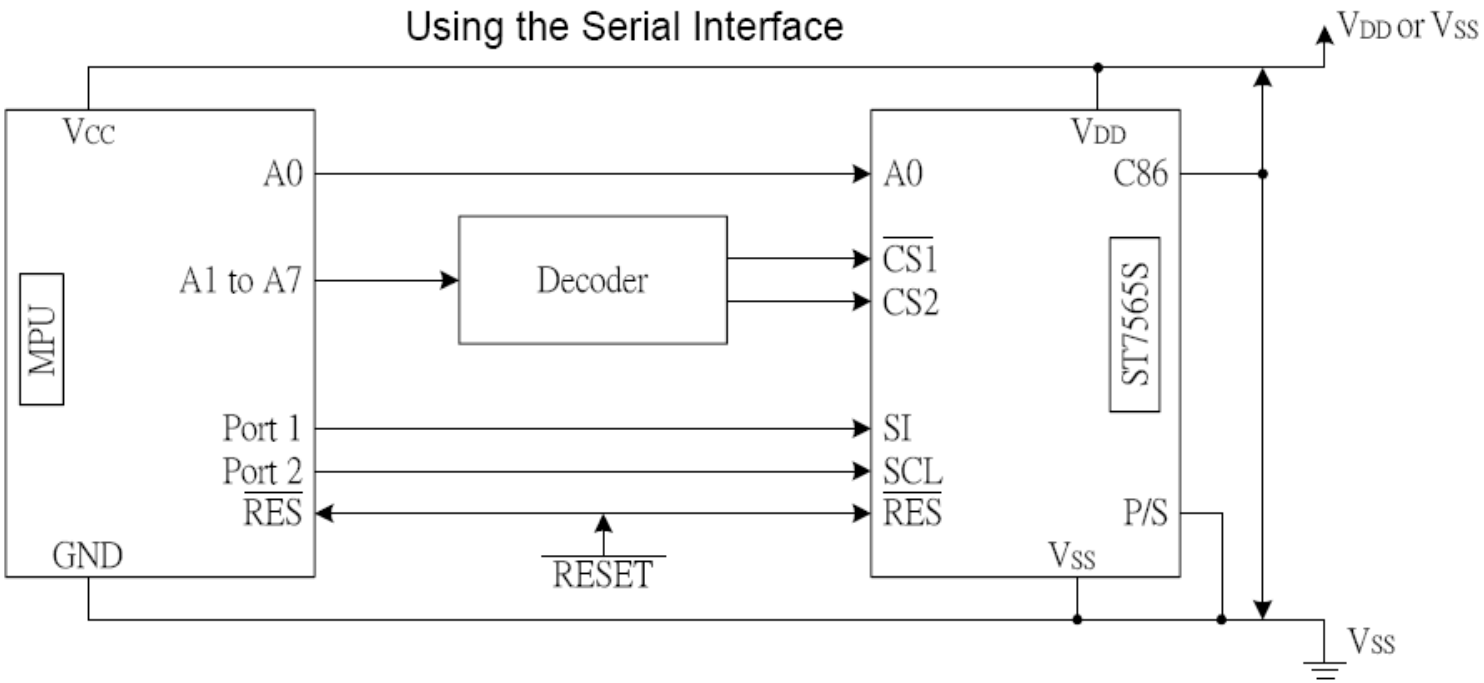 Using the Serial Interface
VDD or VSS
VCC
VDD
A0
A0
C86
CS1
A1 to A7
Decoder
CS2
MPU
ST7565S
Port 1
SI
Port 2
SCL
RES
RES
P/S
GND
RESET
VSS
VSS